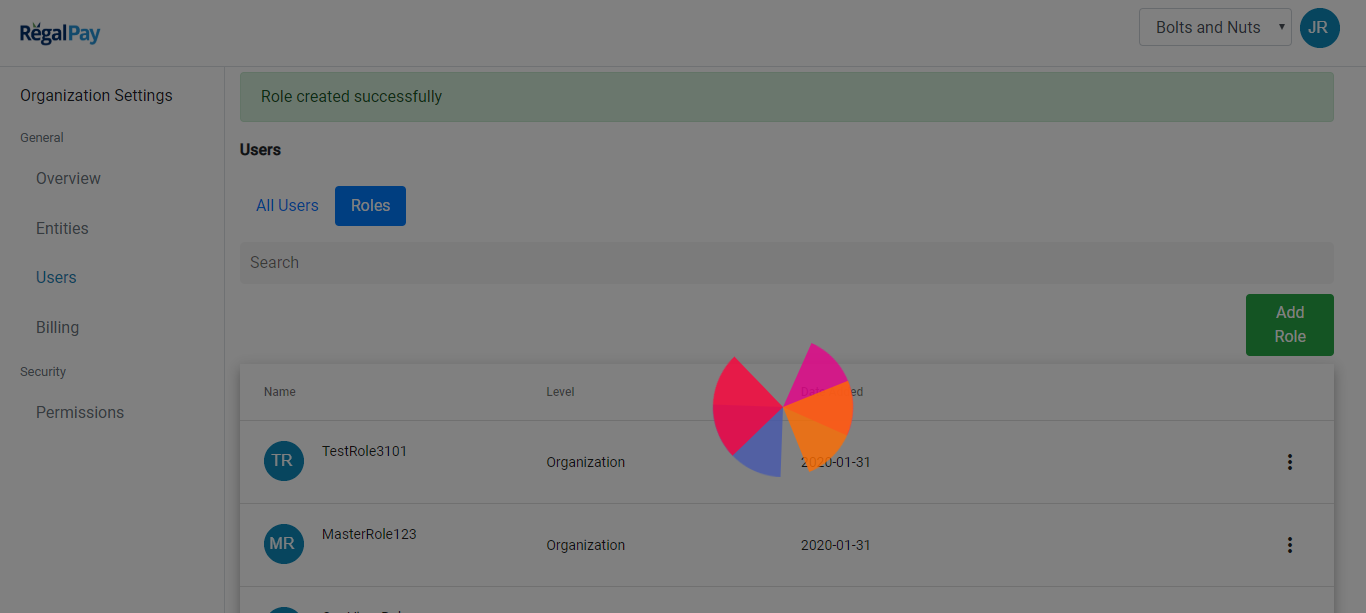 RegalPay
Bolts and Nuts
JR
Organization Settings
General
Overview
Entities
Users
Billing
Security
Permissions
Role created successfully
Users
All Users Roles
Search
Add
Role
Name Level
TR TestRole3101 Organization 2020-01-31
MR MasterRole123 Organization 2020-01-31